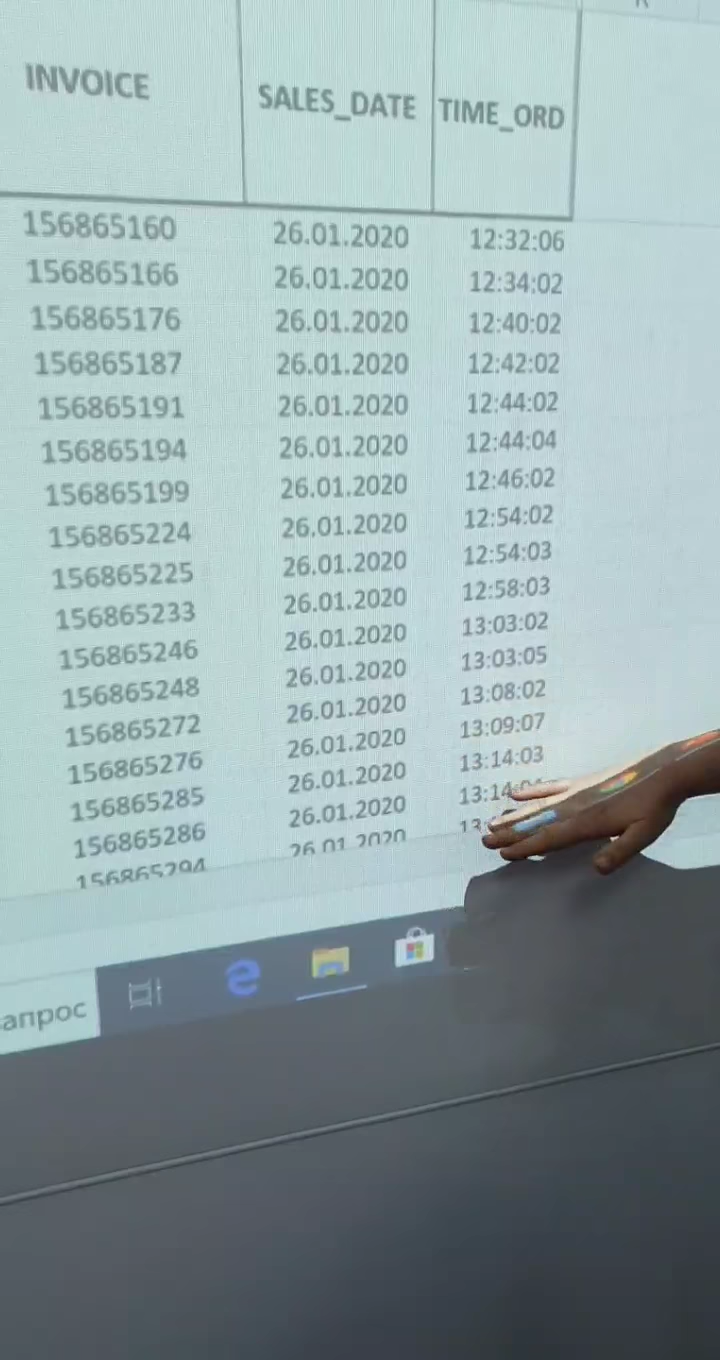 INVOICE SALES_DATE TIME_ORD
156865160 26.01.2020 12:32:06
156865166 26.01.2020 12:34:02
156865176 26.01.2020 12:40:02
156865187 26.01.2020 12:42:02
156865191 26.01.2020 12:44:02
156865194 26.01.2020 12:44:04
156865199 26.01.2020 12:46:02
156865224 26.01.2020 12:54:02
156865225 26.01.2020 12:54:03
156865233 26.01.2020 12:58:03
156865246 26.01.2020 13:03:02
156865248 26.01.2020 13:03:05
156865272 26.01.2020 13:08:02
156865276 26.01.2020 13:09:07
156865285 26.01.2020 13:14:03
156865286 26.01.2020
156865294 26.01.2020
апрос